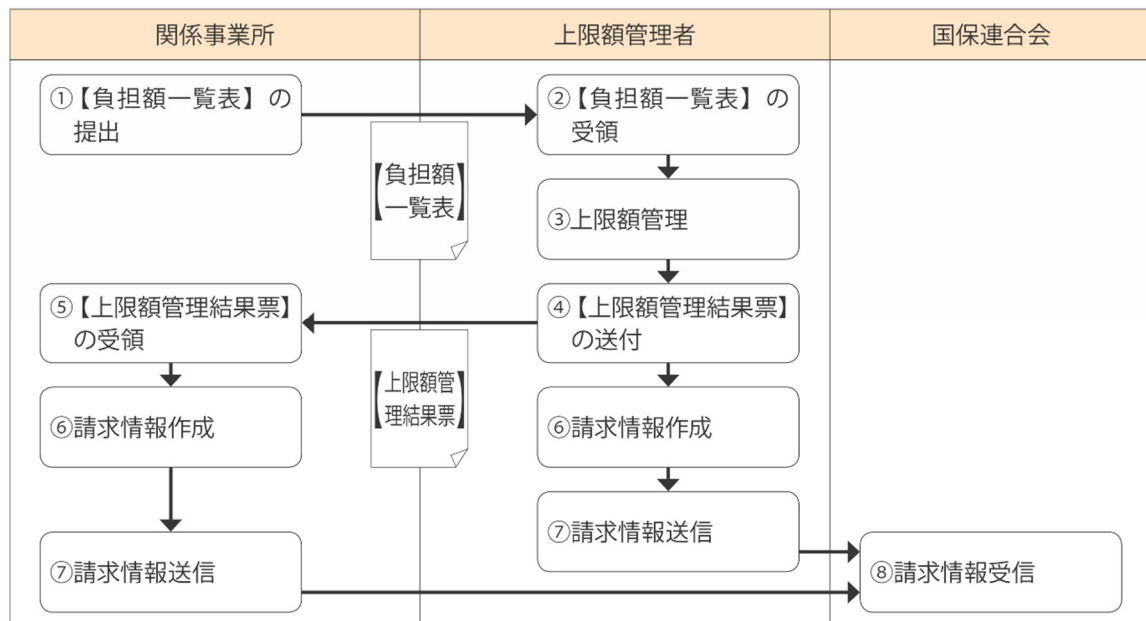 関係事業所
上限額管理者
国保連合会
①【負担額一覧表】の
提出
②【負担額一覧表】の
受領
【負担額
一覧表】
③上限額管理
⑤【上限額管理結果票】
の受領
④【上限額管理結果票】
の送付
【上限額管
理結果票】
⑥請求情報作成
⑥請求情報作成
⑦請求情報送信
⑦請求情報送信
⑧請求情報受信